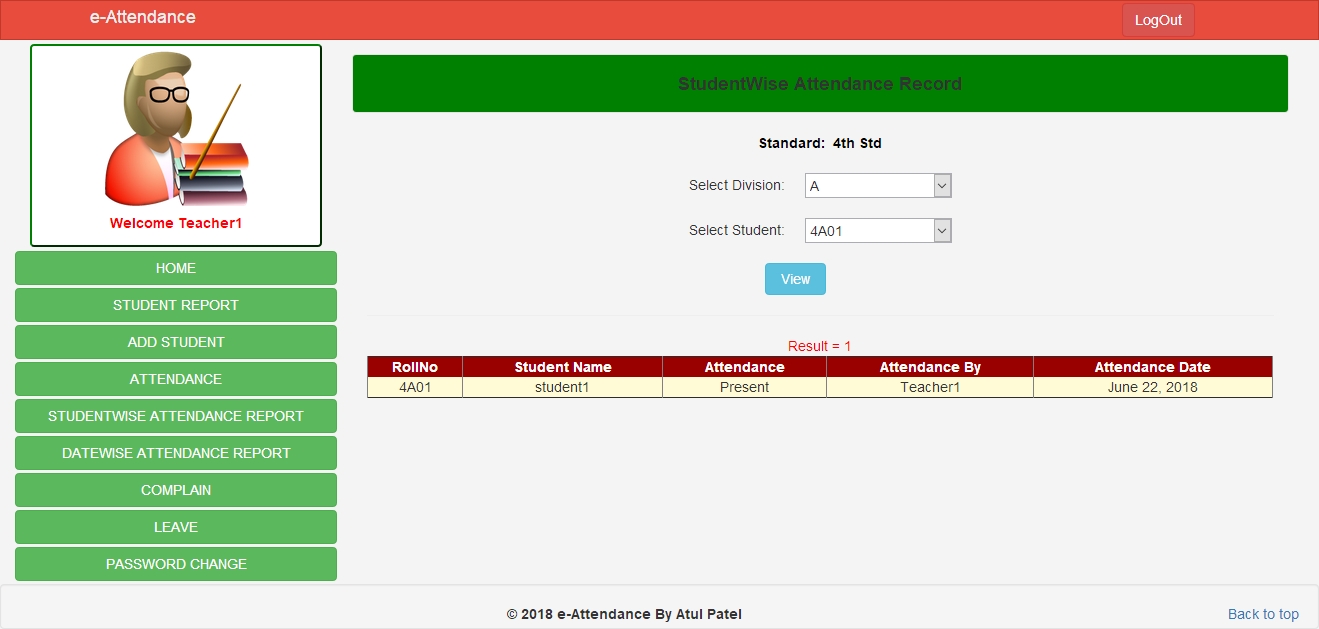 e-Attendance
LogOut
Welcome Teacher1
HOME
STUDENT REPORT
ADD STUDENT
ATTENDANCE
STUDENTWISE ATTENDANCE REPORT
DATEWISE ATTENDANCE REPORT
COMPLAIN
LEAVE
PASSWORD CHANGE
StudentWise Attendance Record
Standard: 4th Std
Select Division: A
Select Student: 4A01
View
Result = 1
RollNo Student Name Attendance Attendance By Attendance Date
4A01 student1 Present Teacher1 June 22, 2018
© 2018 e-Attendance By Atul Patel
Back to top